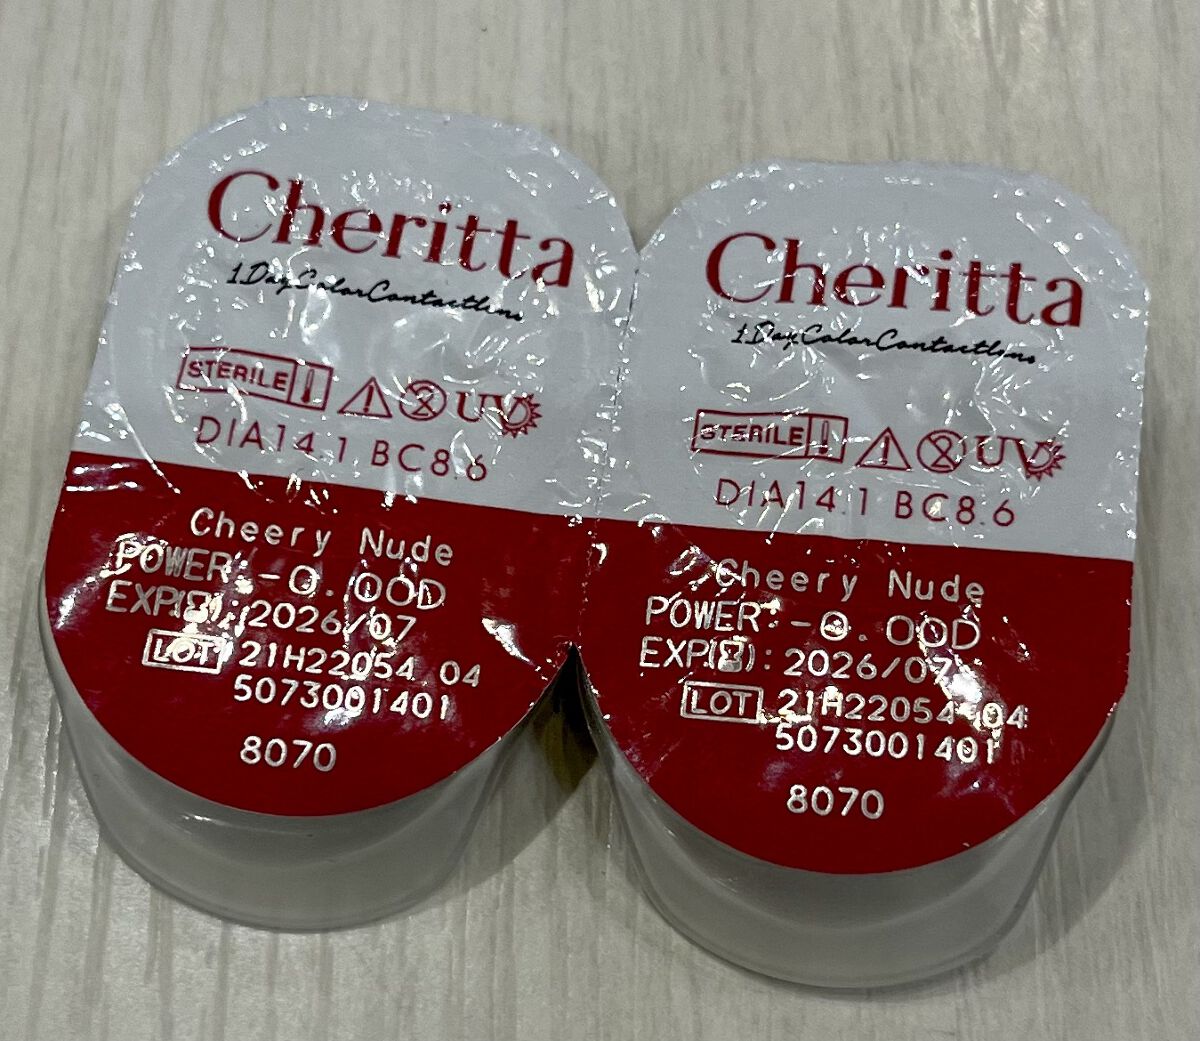 Cheritta
1DayColorContactlens
STERILE UV
DIA14.1 BC8.6
Cheery Nude
POWER:-0.00D
EXP(⌛):2026/07
LOT 21H22054 04
5073001401
8070
Cheritta
1DayColorContactlens
STERILE UV
DIA14.1 BC8.6
Cheery Nude
POWER:-0.00D
EXP(⌛):2026/07
LOT 21H22054 04
5073001401
8070